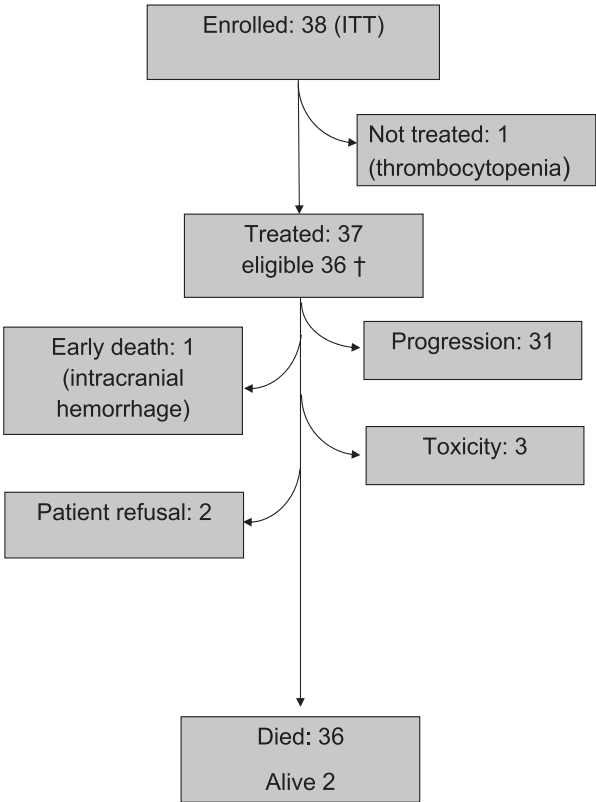 Enrolled: 38 (ITT)
Not treated: 1
(thrombocytopenia)
Treated: 37
eligible 36 †
Early death: 1
(intracranial
hemorrhage)
Progression: 31
Toxicity: 3
Patient refusal: 2
Died: 36
Alive 2